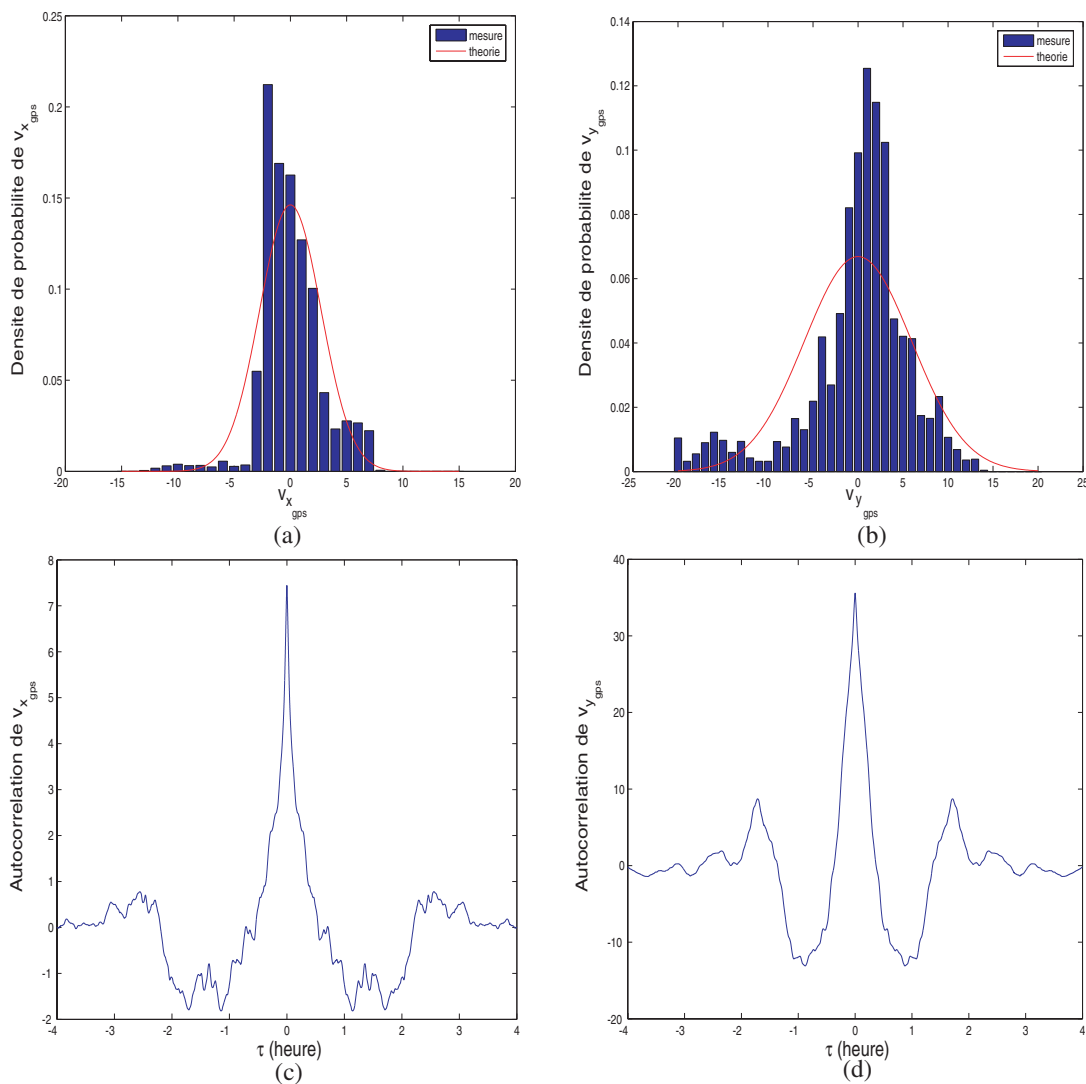 0.25
0.2
0.15
0.1
0.05
0
-20 -15 -10 -5 0 5 10 15 20
Densite de probabilite de v_x_gps
v_x_gps
mesure
theorie
(a)
0.14
0.12
0.1
0.08
0.06
0.04
0.02
0
-25 -20 -15 -10 -5 0 5 10 15 20 25
Densite de probabilite de v_y_gps
v_y_gps
mesure
theorie
(b)
8
7
6
5
4
3
2
1
0
-1
-2
-4 -3 -2 -1 0 1 2 3 4
Autocorrelation de v_x_gps
τ (heure)
(c)
40
30
20
10
0
-10
-20
-4 -3 -2 -1 0 1 2 3 4
Autocorrelation de v_y_gps
τ (heure)
(d)